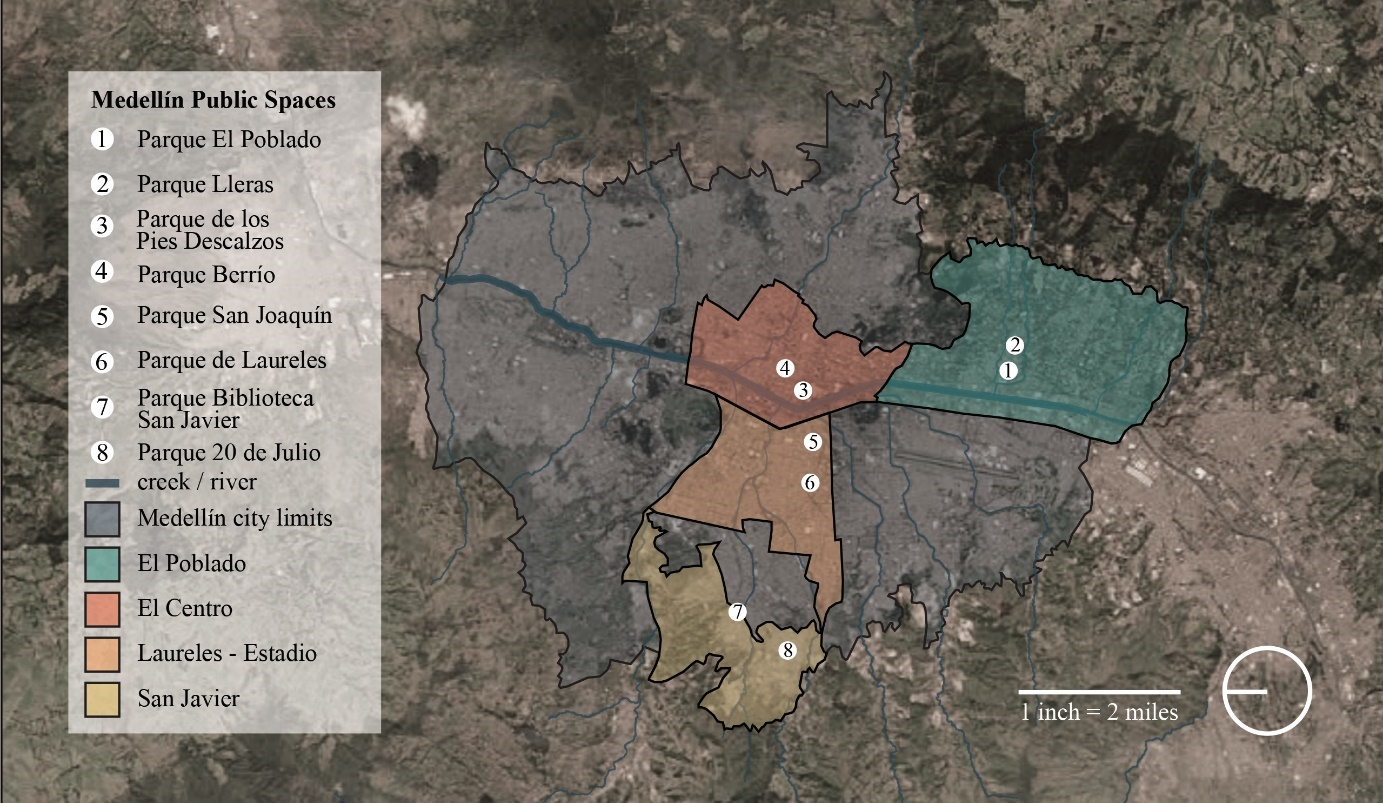 Medellín Public Spaces
1 Parque El Poblado
2 Parque Lleras
3 Parque de los
Pies Descalzos
4 Parque Berrío
5 Parque San Joaquín
6 Parque de Laureles
7 Parque Biblioteca
San Javier
8 Parque 20 de Julio
creek / river
Medellín city limits
El Poblado
El Centro
Laureles - Estadio
San Javier
2
1
4
3
5
6
7
8
1 inch = 2 miles